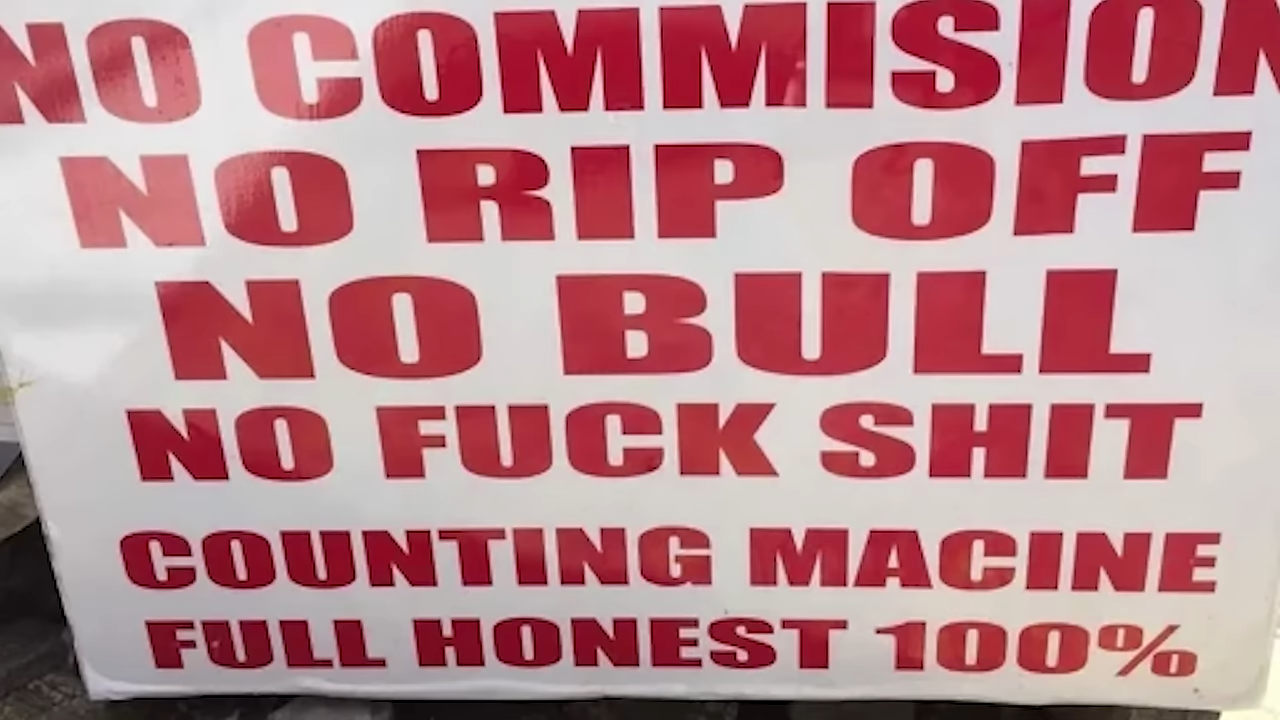 NO COMMISION
NO RIP OFF
NO BULL
NO FUCK SHIT
COUNTING MACINE
FULL HONEST 100%